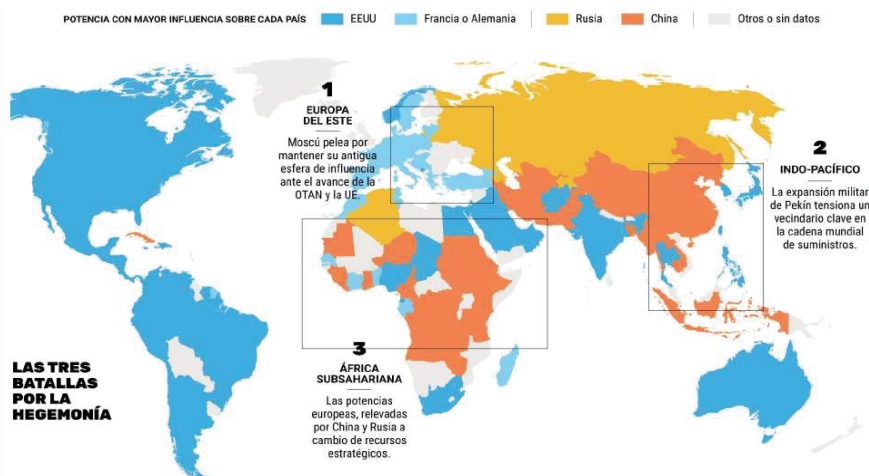 POTENCIA CON MAYOR INFLUENCIA SOBRE CADA PAÍS
EEUU
Francia o Alemania
Rusia
China
Otros o sin datos
1
EUROPA
DEL ESTE
Moscú pelea por
mantener su antigua
esfera de influencia
ante el avance de la
OTAN y la UE.
2
INDO-PACÍFICO
La expansión militar
de Pekín tensiona un
vecindario clave en
la cadena mundial
de suministros.
3
ÁFRICA
SUBSAHARIANA
Las potencias
europeas, relevadas
por China y Rusia a
cambio de recursos
estratégicos.
LAS TRES
BATALLAS
POR LA
HEGEMONÍA